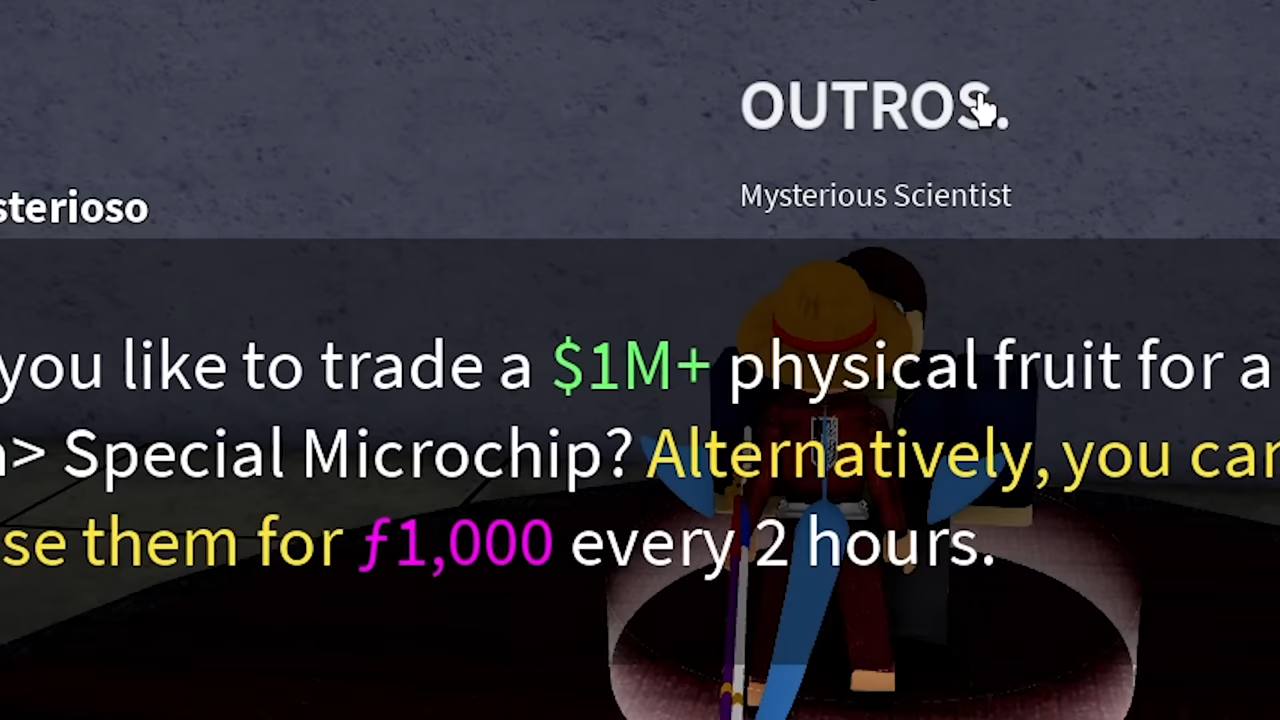 OUTROS.
Mysterious Scientist
sterioso
you like to trade a $1M+ physical fruit for a
> Special Microchip? Alternatively, you can
se them for ƒ1,000 every 2 hours.